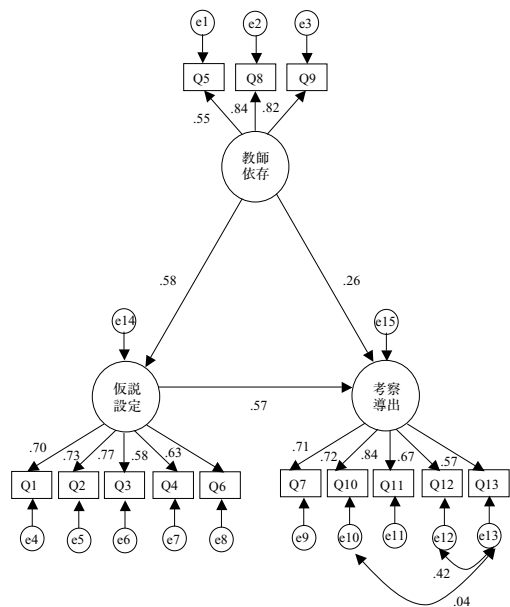 e1 e2 e3
Q5 Q8 Q9
.55 .84 .82
教師
依存
.58 .26
e14 e15
仮説
設定
.57
考察
導出
.70 .73 .77 .58 .63
.71 .72 .84 .67 .57
Q1 Q2 Q3 Q4 Q6
Q7 Q10 Q11 Q12 Q13
e4 e5 e6 e7 e8
e9 e10 e11 e12 e13
.42
.04